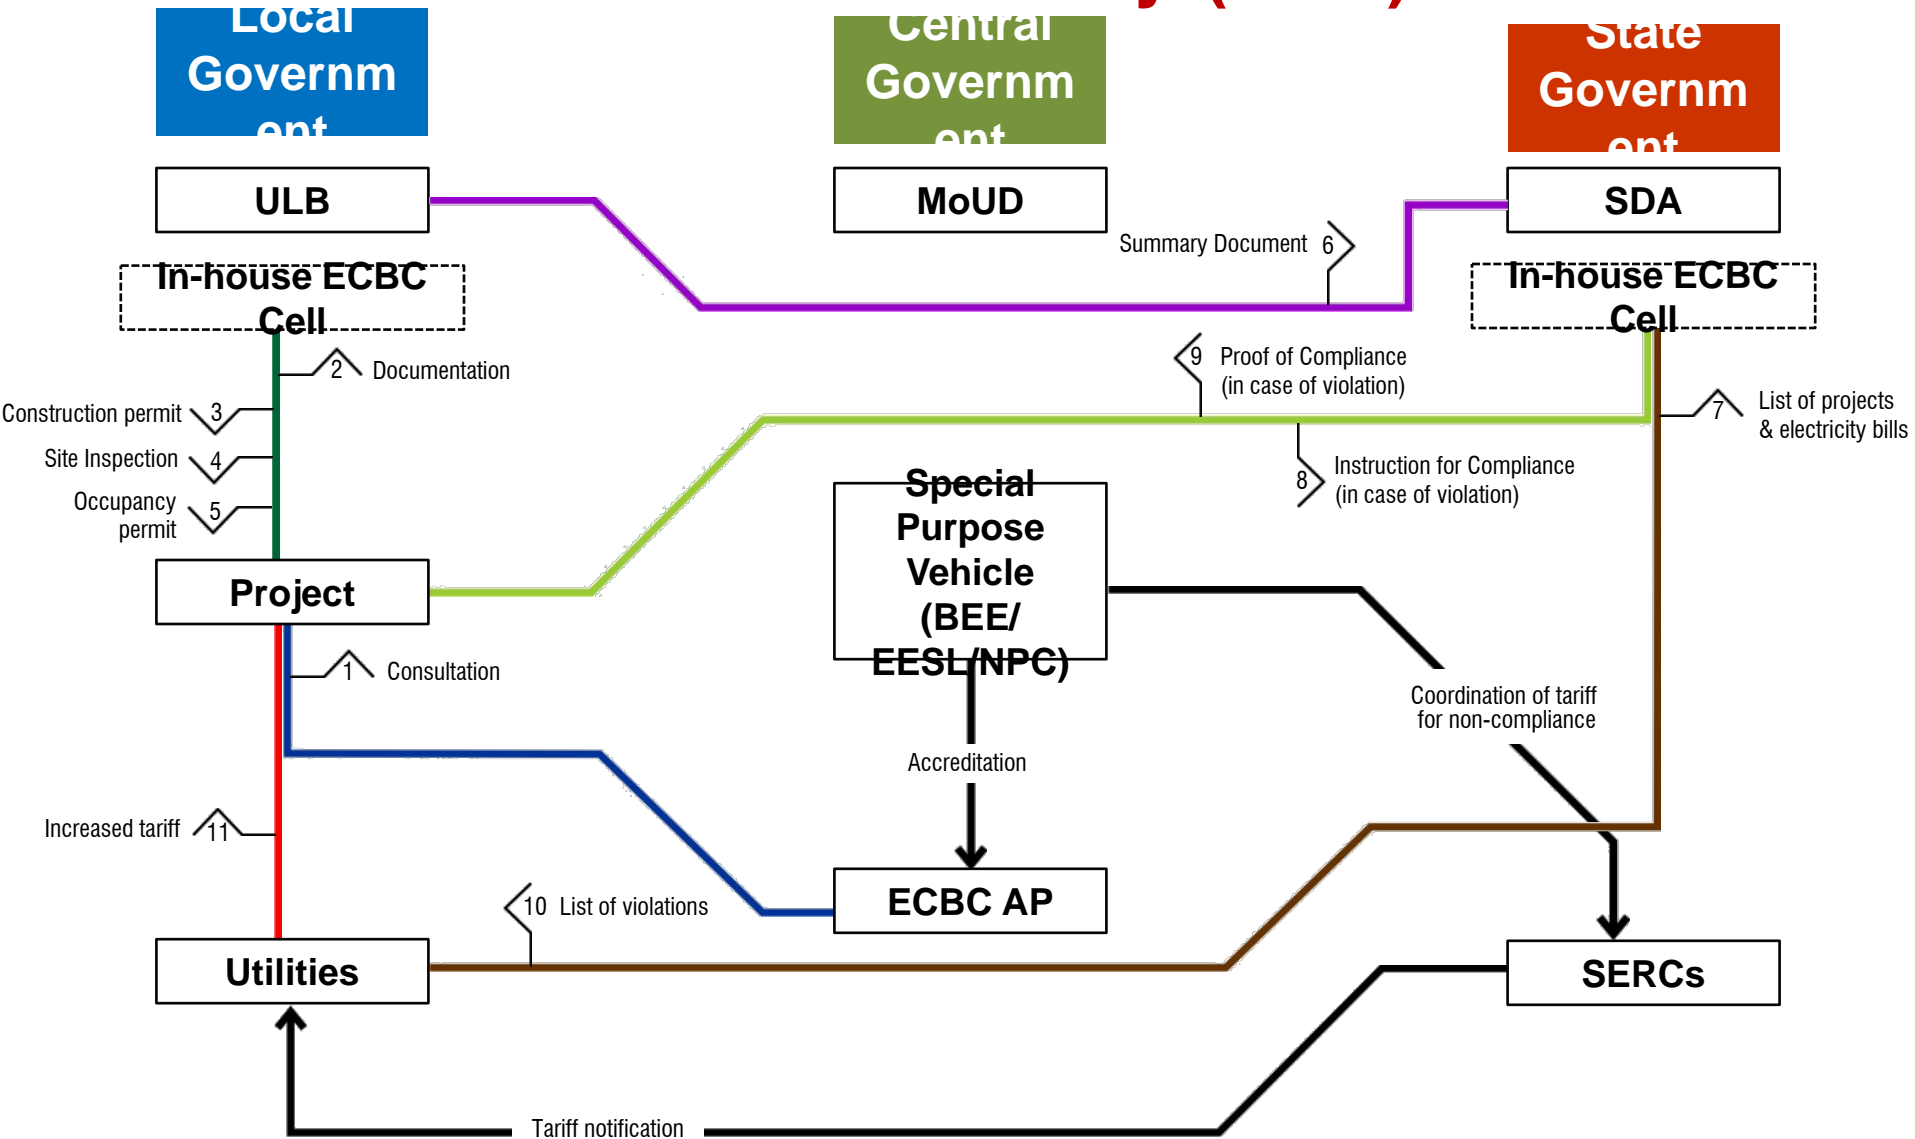 Local
Governm
ent
Central
Governm
ent
State
Governm
ent
ULB
MoUD
SDA
Summary Document 6
In-house ECBC
Cell
In-house ECBC
Cell
2 Documentation
9 Proof of Compliance
(in case of violation)
Construction permit 3
7 List of projects
& electricity bills
Site Inspection 4
8 Instruction for Compliance
(in case of violation)
Occupancy
permit 5
Special
Purpose
Vehicle
(BEE/
EESL/NPC)
Project
1 Consultation
Coordination of tariff
for non-compliance
Accreditation
Increased tariff 11
10 List of violations
ECBC AP
Utilities
SERCs
Tariff notification